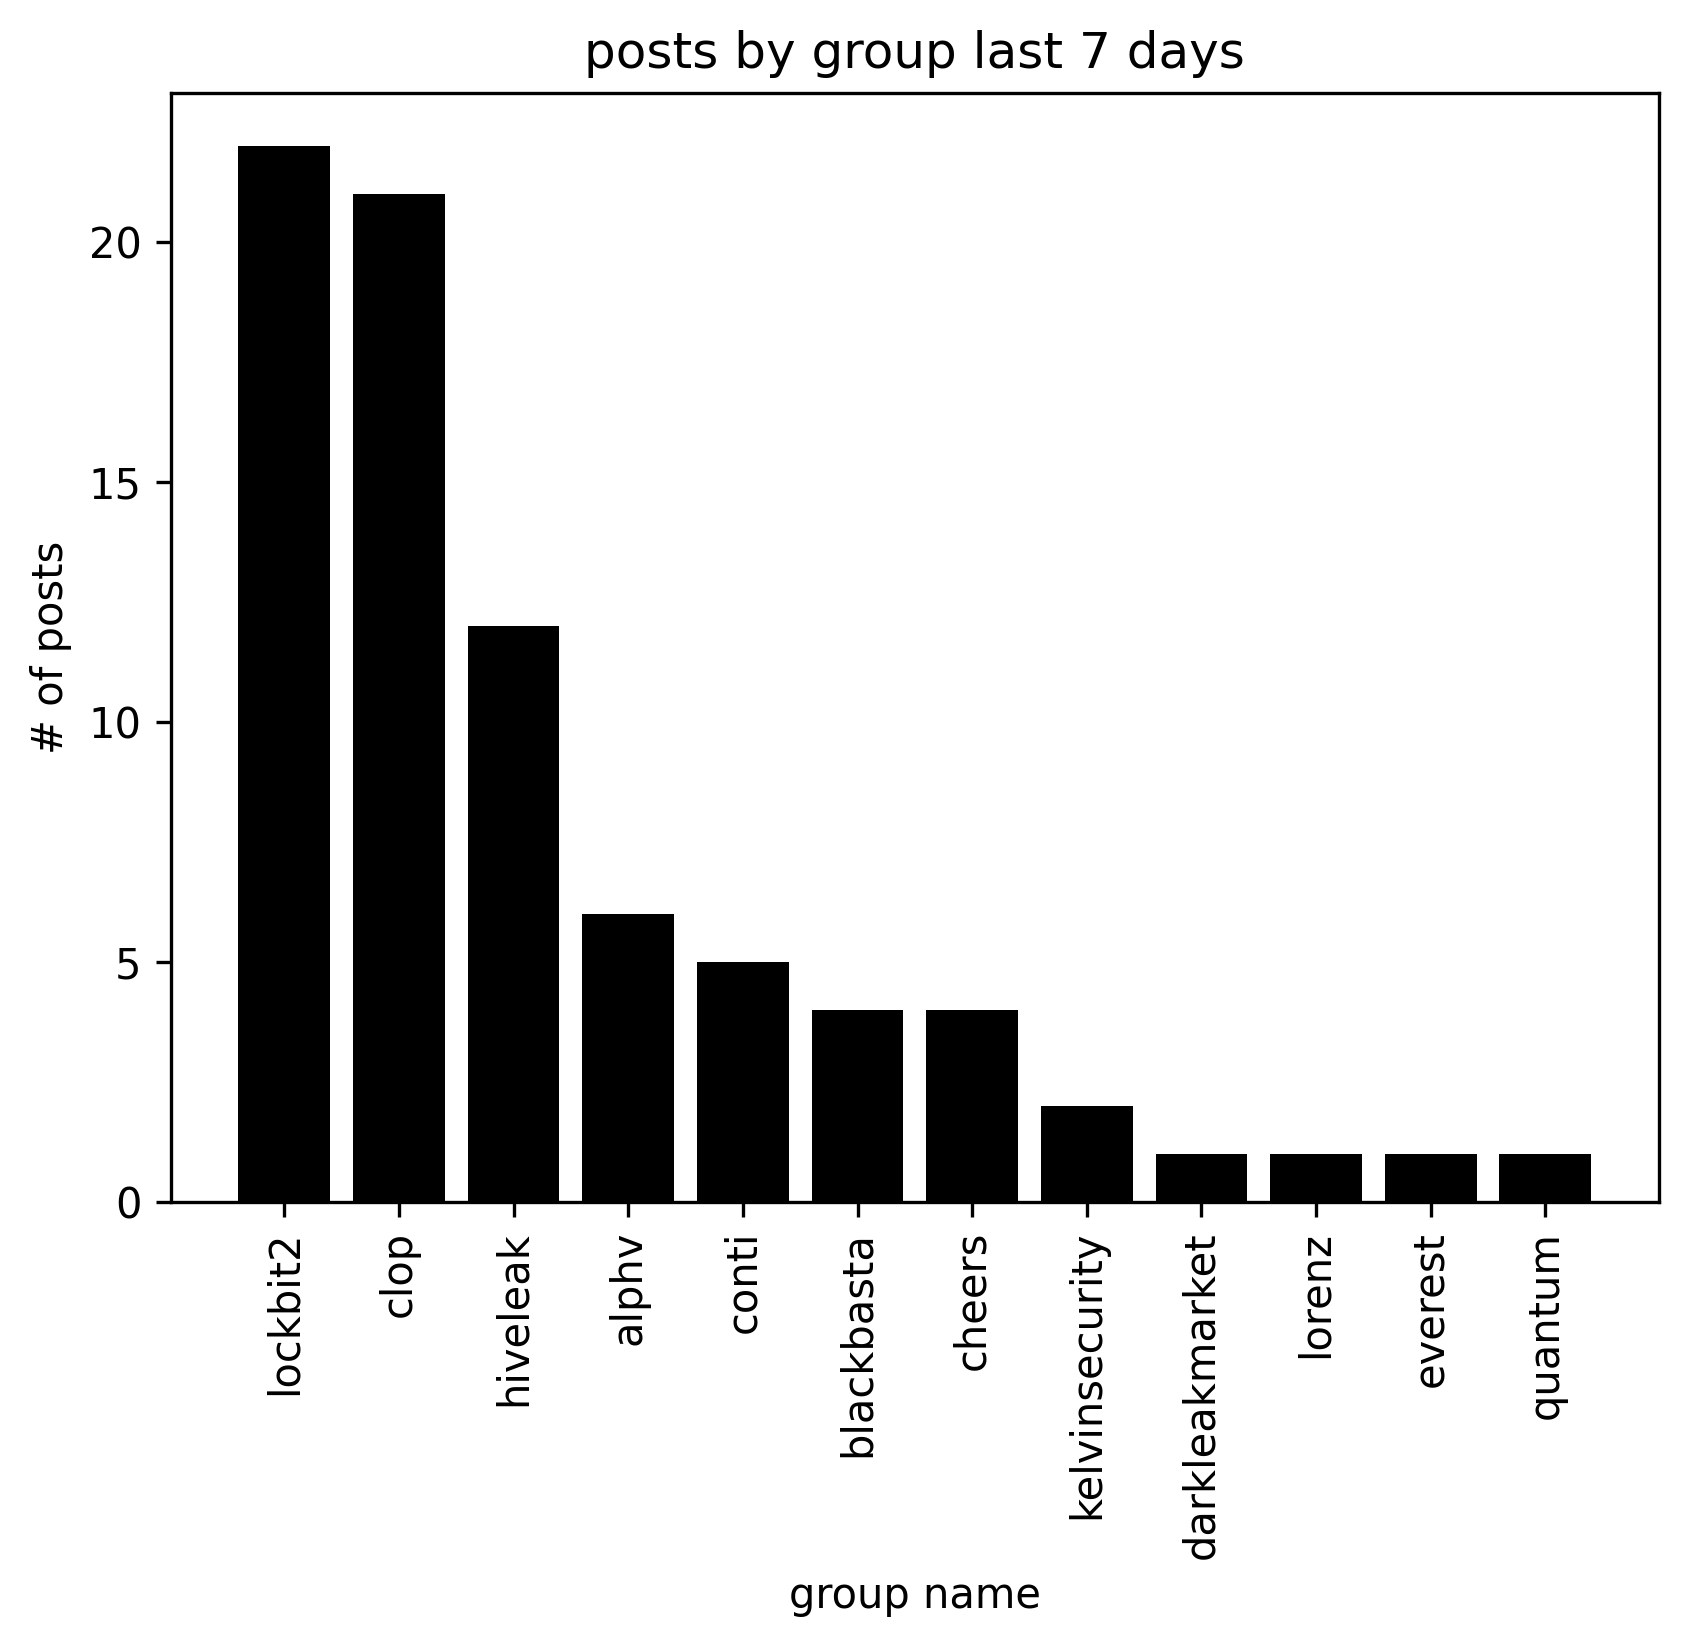 posts by group last 7 days
# of posts
20
15
10
5
0
lockbit2
clop
hiveleak
alphv
conti
blackbasta
cheers
kelvinsecurity
darkleakmarket
lorenz
everest
quantum
group name